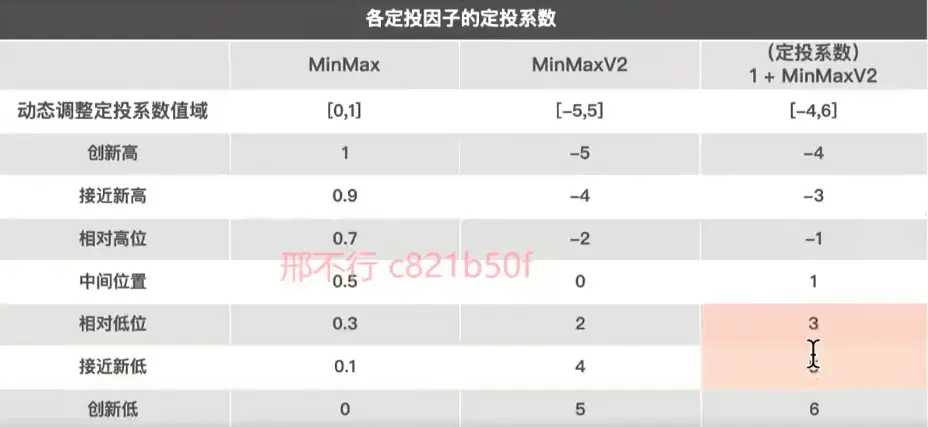 各定投因子的定投系数
MinMax MinMaxV2 （定投系数）
1 + MinMaxV2
动态调整定投系数值域 [0,1] [-5,5] [-4,6]
创新高 1 -5 -4
接近新高 0.9 -4 -3
相对高位 0.7 -2 -1
邢不行 c821b50f
中间位置 0.5 0 1
相对低位 0.3 2 3
接近新低 0.1 4
创新低 0 5 6